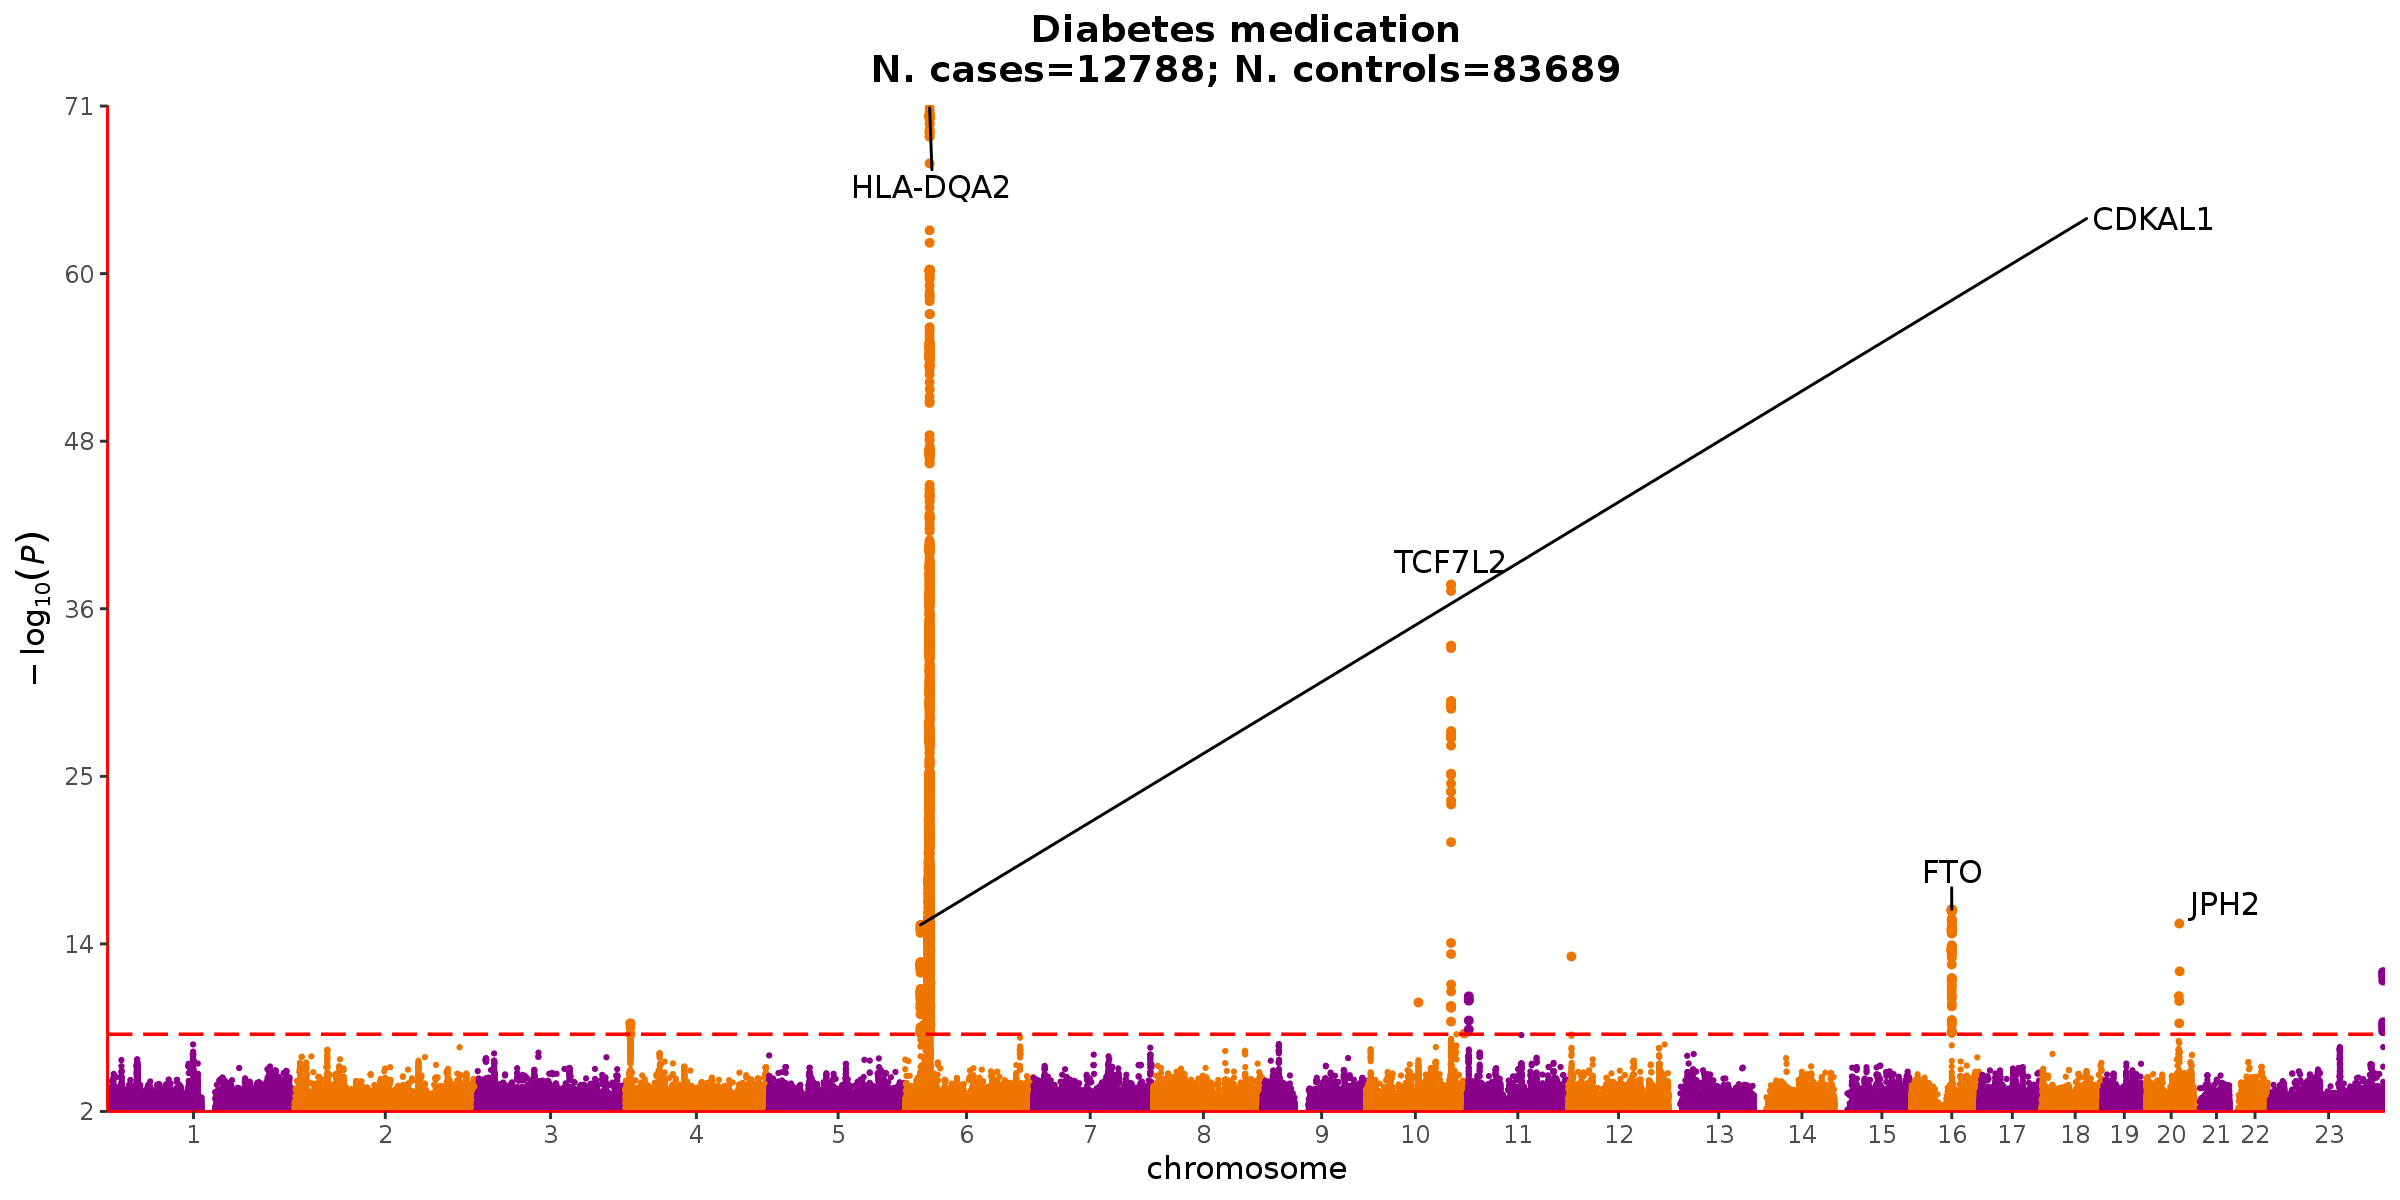 Diabetes medication
N. cases=12788; N. controls=83689
71
60
48
36
25
14
2
−log₁₀(P)
HLA-DQA2
CDKAL1
TCF7L2
FTO
JPH2
1 2 3 4 5 6 7 8 9 10 11 12 13 14 15 16 17 18 19 20 21 22 23
chromosome